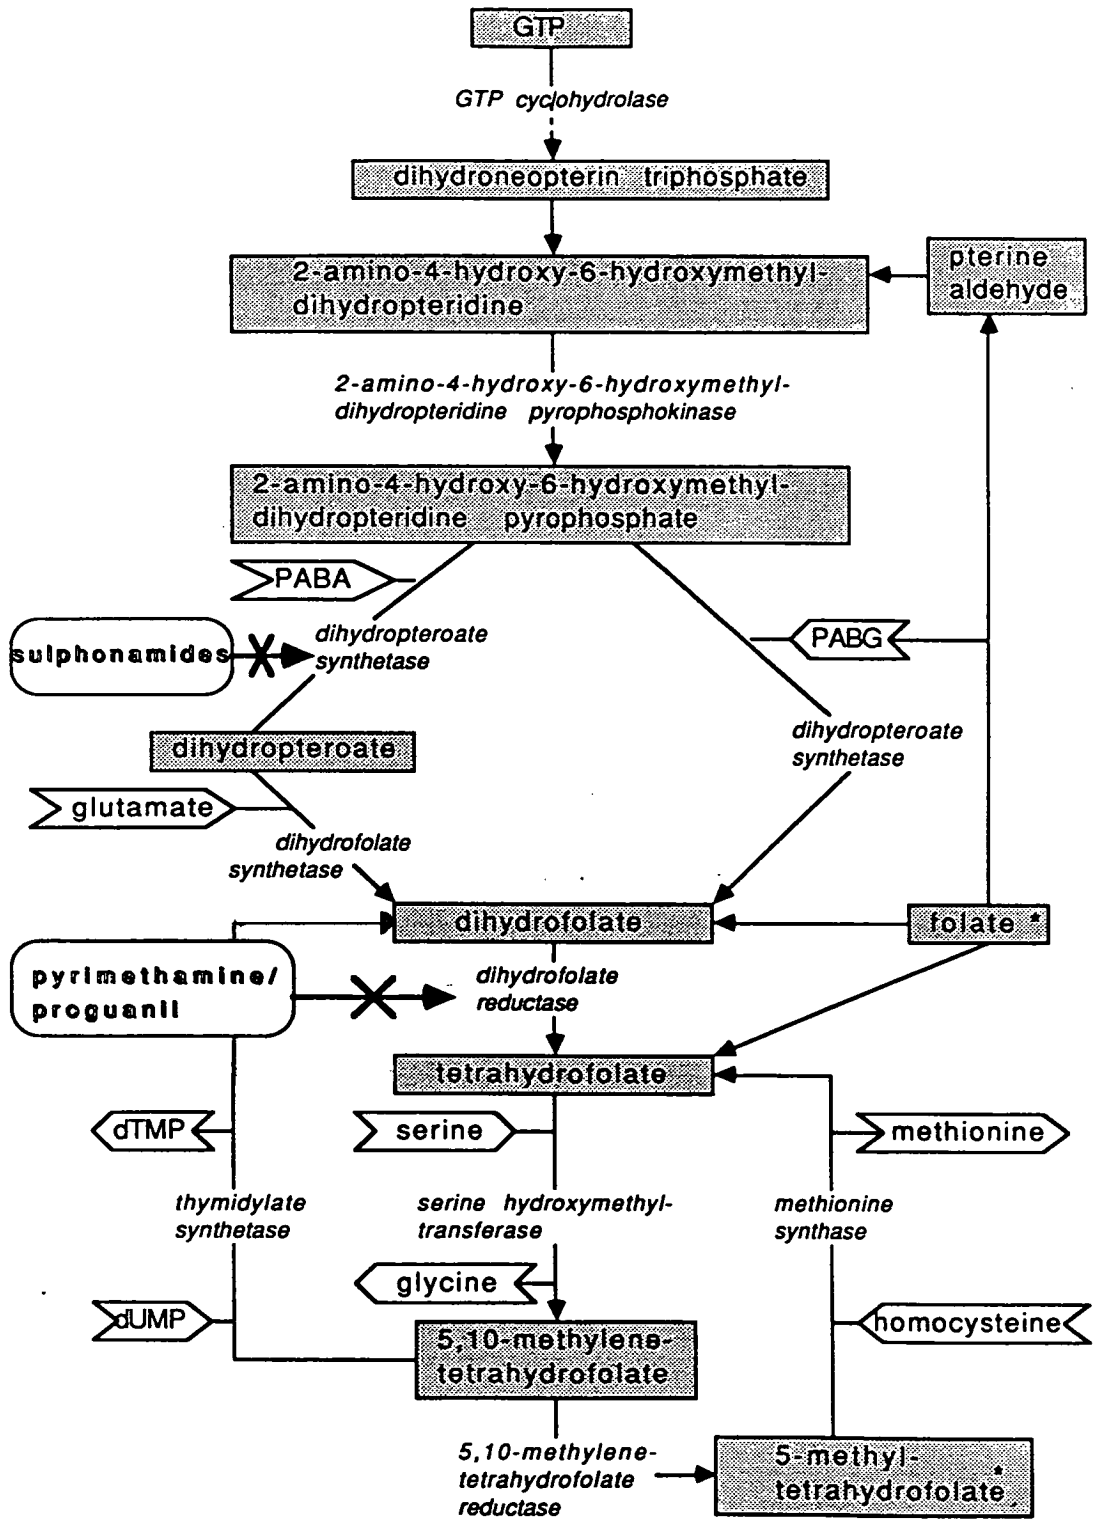 GTP
GTP cyclohydrolase
dihydroneopterin triphosphate
2-amino-4-hydroxy-6-hydroxymethyl-
dihydropteridine
pterine
aldehyde
2-amino-4-hydroxy-6-hydroxymethyl-
dihydropteridine pyrophosphokinase
2-amino-4-hydroxy-6-hydroxymethyl-
dihydropteridine pyrophosphate
PABA
sulphonamides
dihydropteroate
synthetase
PABG
dihydropteroate
synthetase
dihydropteroate
glutamate
dihydrofolate
synthetase
dihydrofolate
folate *
pyrimethamine/
proguanil
dihydrofolate
reductase
tetrahydrofolate
dTMP
serine
methionine
thymidylate
synthetase
serine hydroxymethyl-
transferase
methionine
synthase
glycine
dUMP
homocysteine
5,10-methylene-
tetrahydrofolate
5,10-methylene-
tetrahydrofolate
reductase
5-methyl-
tetrahydrofolate*